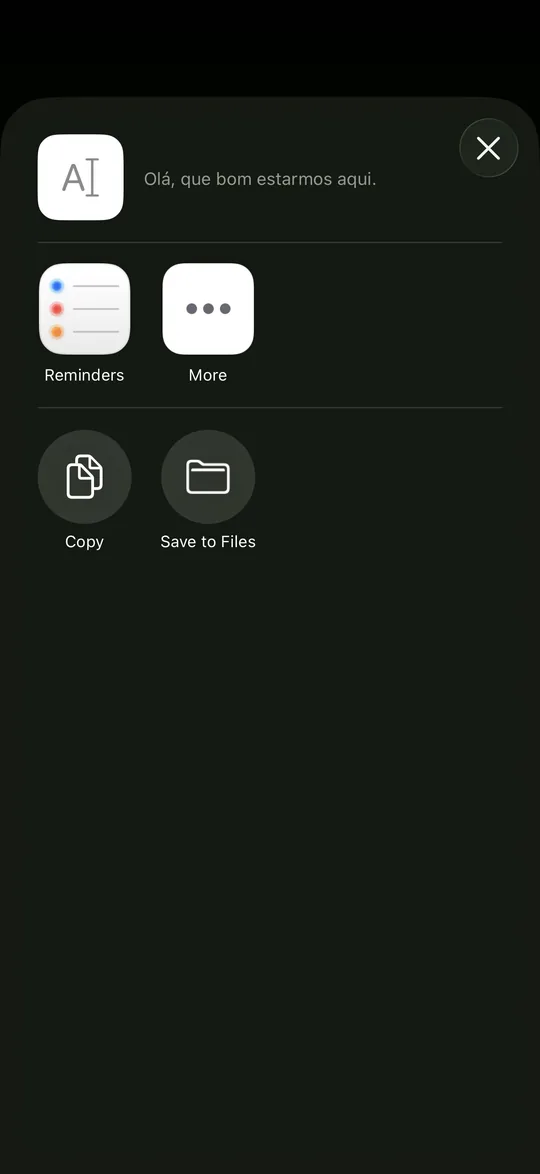 A
Olá, que bom estarmos aqui.
Reminders
More
Copy
Save to Files